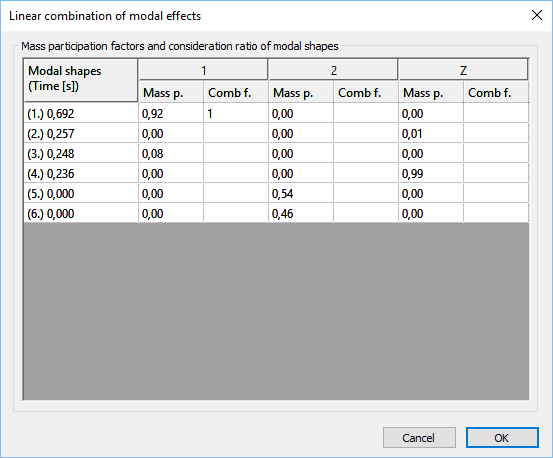 Linear combination of modal effects
Mass participation factors and consideration ratio of modal shapes
Modal shapes (Time [s]) 1 2 Z
Mass p. Comb f. Mass p. Comb f. Mass p. Comb f.
(1.) 0,692 0,92 1 0,00 0,00
(2.) 0,257 0,00 0,00 0,01
(3.) 0,248 0,08 0,00 0,00
(4.) 0,236 0,00 0,00 0,99
(5.) 0,000 0,00 0,54 0,00
(6.) 0,000 0,00 0,46 0,00
Cancel OK